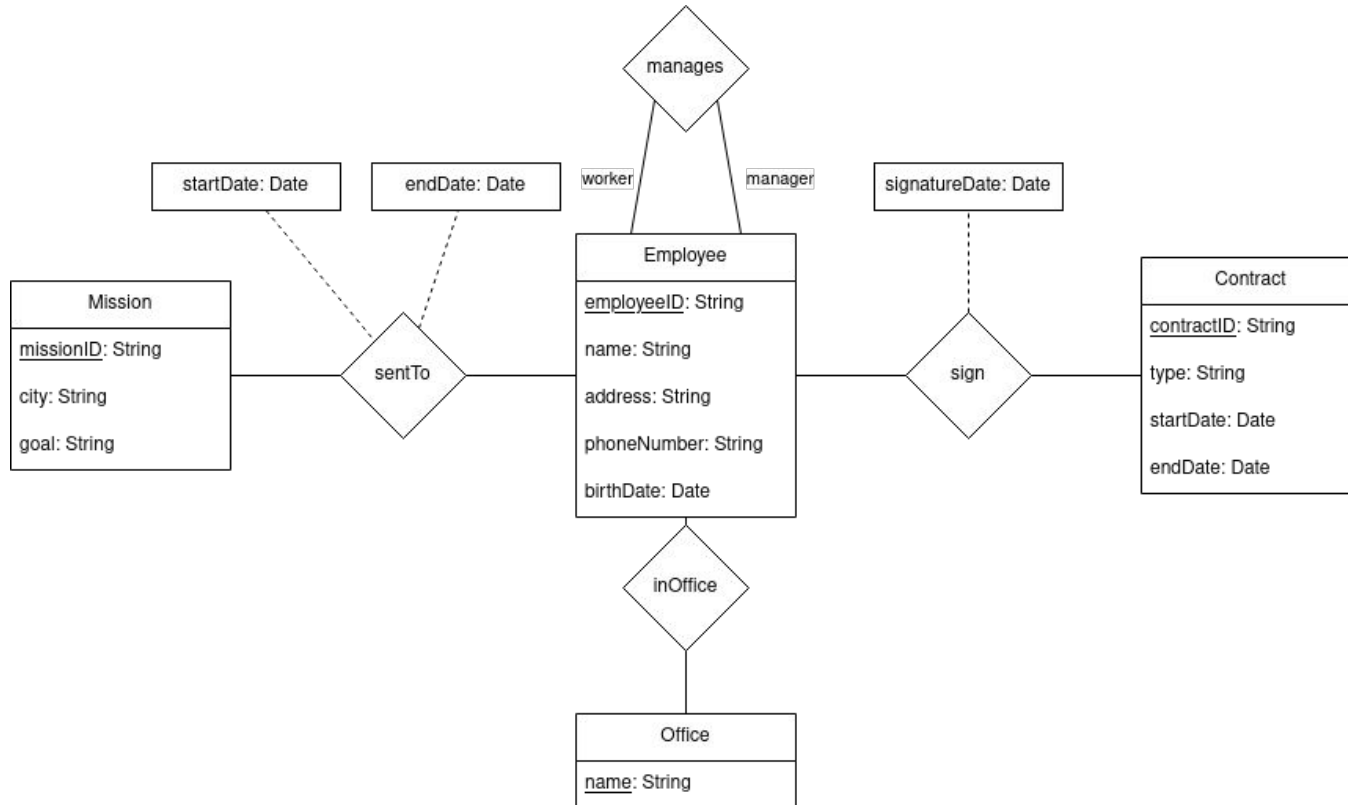 manages
worker
manager
startDate: Date
endDate: Date
signatureDate: Date
Mission
missionID: String
city: String
goal: String
sentTo
Employee
employeeID: String
name: String
address: String
phoneNumber: String
birthDate: Date
sign
Contract
contractID: String
type: String
startDate: Date
endDate: Date
inOffice
Office
name: String